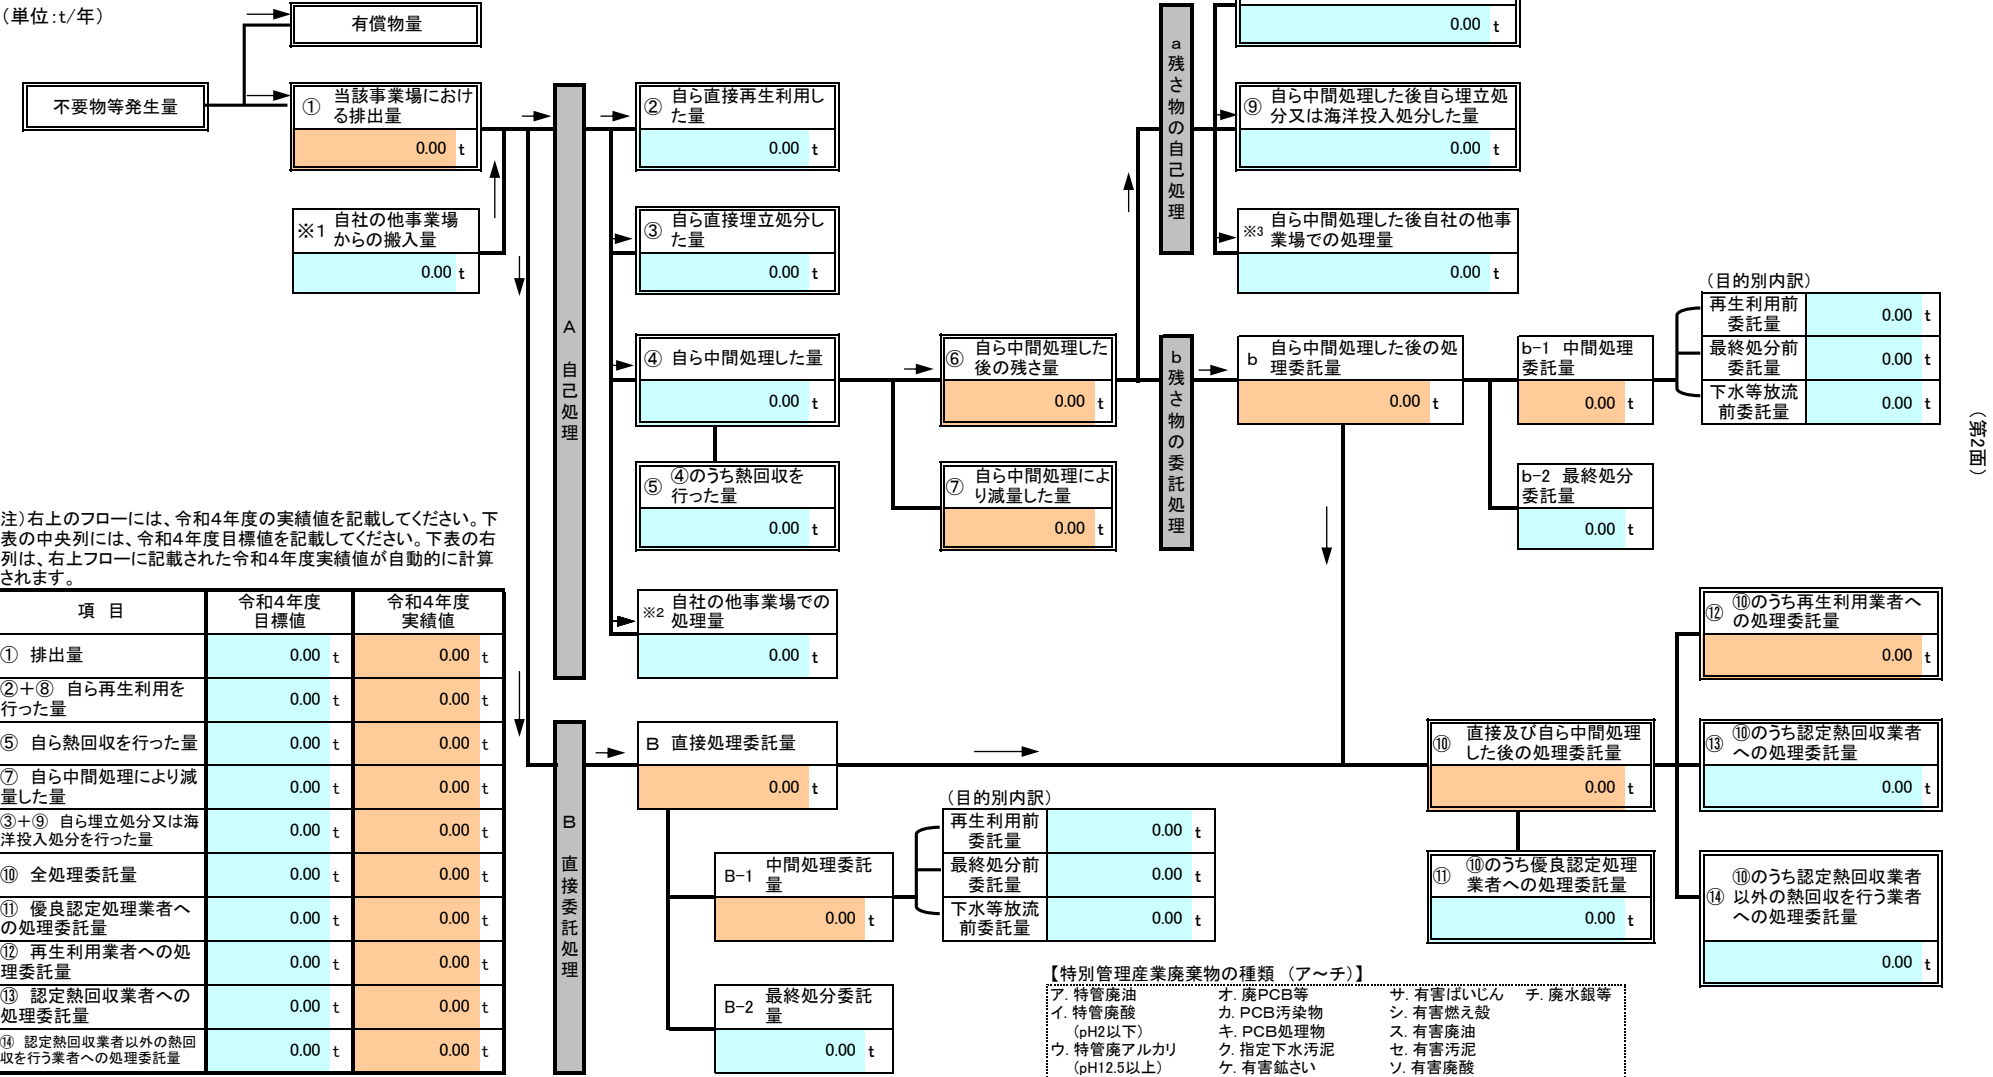 （単位：t/年）
有償物量
不要物等発生量
① 当該事業場におけ
る排出量
0.00 t
※1 自社の他事業場
からの搬入量
0.00 t
A 自己処理
② 自ら直接再生利用し
た量
0.00 t
③ 自ら直接埋立処分し
た量
0.00 t
④ 自ら中間処理した量
0.00 t
⑤ ④のうち熱回収を
行った量
0.00 t
※2 自社の他事業場での
処理量
0.00 t
⑥ 自ら中間処理した
後の残さ量
0.00 t
⑦ 自ら中間処理によ
り減量した量
0.00 t
a 残さ物の自己処理
0.00 t
⑨ 自ら中間処理した後自ら埋立処
分又は海洋投入処分した量
0.00 t
※3 自ら中間処理した後自社の他事
業場での処理量
0.00 t
b 残さ物の委託処理
b 自ら中間処理した後の処
理委託量
0.00 t
b-1 中間処理
委託量
0.00 t
b-2 最終処分
委託量
0.00 t
（目的別内訳）
再生利用前
委託量
0.00 t
最終処分前
委託量
0.00 t
下水等放流
前委託量
0.00 t
（第2面）
注）右上のフローには、令和4年度の実績値を記載してください。下
表の中央列には、令和4年度目標値を記載してください。下表の右
列は、右上フローに記載された令和4年度実績値が自動的に計算
されます。
項 目 令和4年度
目標値 令和4年度
実績値
① 排出量 0.00 t 0.00 t
②＋⑧ 自ら再生利用を
行った量 0.00 t 0.00 t
⑤ 自ら熱回収を行った量 0.00 t 0.00 t
⑦ 自ら中間処理により減
量した量 0.00 t 0.00 t
③＋⑨ 自ら埋立処分又は海
洋投入処分を行った量 0.00 t 0.00 t
⑩ 全処理委託量 0.00 t 0.00 t
⑪ 優良認定処理業者へ
の処理委託量 0.00 t 0.00 t
⑫ 再生利用業者への処
理委託量 0.00 t 0.00 t
⑬ 認定熱回収業者への
処理委託量 0.00 t 0.00 t
⑭ 認定熱回収業者以外の熱回
収を行う業者への処理委託量 0.00 t 0.00 t
B 直接委託処理
B 直接処理委託量
0.00 t
B-1 中間処理委託
量
0.00 t
B-2 最終処分委託
量
0.00 t
（目的別内訳）
再生利用前
委託量
0.00 t
最終処分前
委託量
0.00 t
下水等放流
前委託量
0.00 t
⑩ 直接及び自ら中間処理
した後の処理委託量
0.00 t
⑪ ⑩のうち優良認定処理
業者への処理委託量
0.00 t
⑫ ⑩のうち再生利用業者へ
の処理委託量
0.00 t
⑬ ⑩のうち認定熱回収業者
への処理委託量
0.00 t
⑭ ⑩のうち認定熱回収業者
以外の熱回収を行う業者
への処理委託量
0.00 t
【特別管理産業廃棄物の種類 （ア～チ）】
ア. 特管廃油 オ. 廃PCB等 サ. 有害ばいじん チ. 廃水銀等
イ. 特管廃酸 カ. PCB汚染物 シ. 有害燃え殻
（pH2以下） キ. PCB処理物 ス. 有害廃油
ウ. 特管廃アルカリ ク. 指定下水汚泥 セ. 有害汚泥
（pH12.5以上） ケ. 有害鉱さい ソ. 有害廃酸